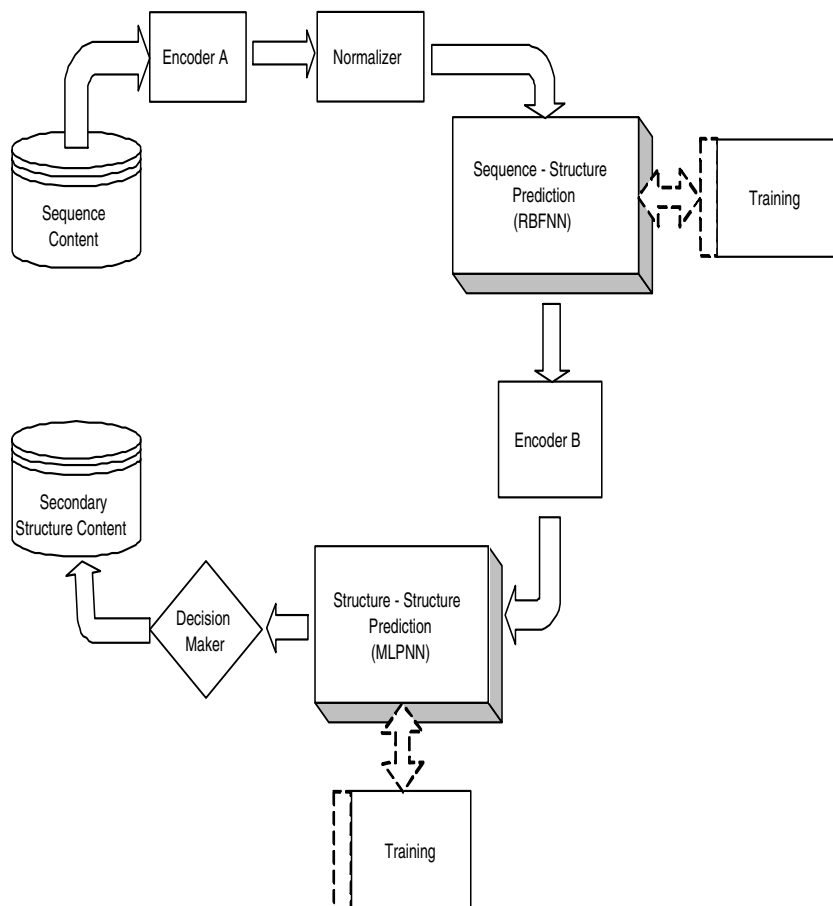 Encoder A
Normalizer
Sequence - Structure
Prediction
(RBFNN)
Training
Sequence
Content
Encoder B
Secondary
Structure Content
Decision
Maker
Structure - Structure
Prediction
(MLPNN)
Training